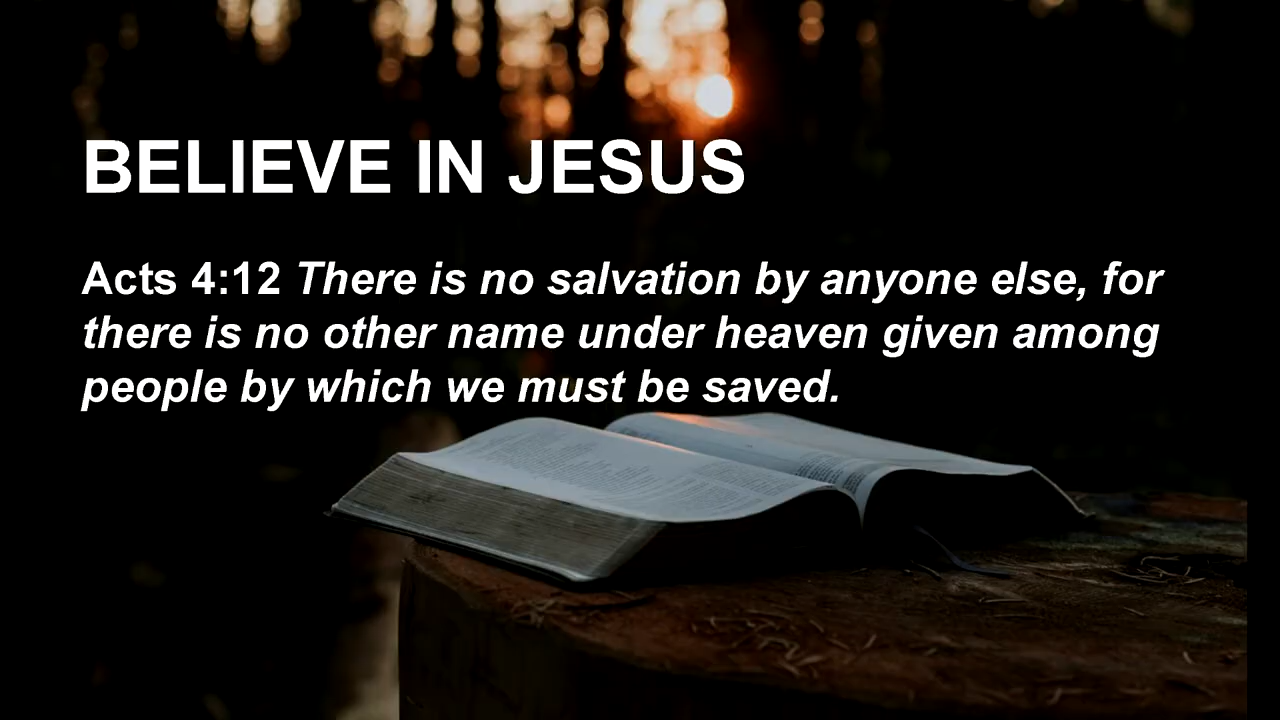 BELIEVE IN JESUS
Acts 4:12 There is no salvation by anyone else, for
there is no other name under heaven given among
people by which we must be saved.